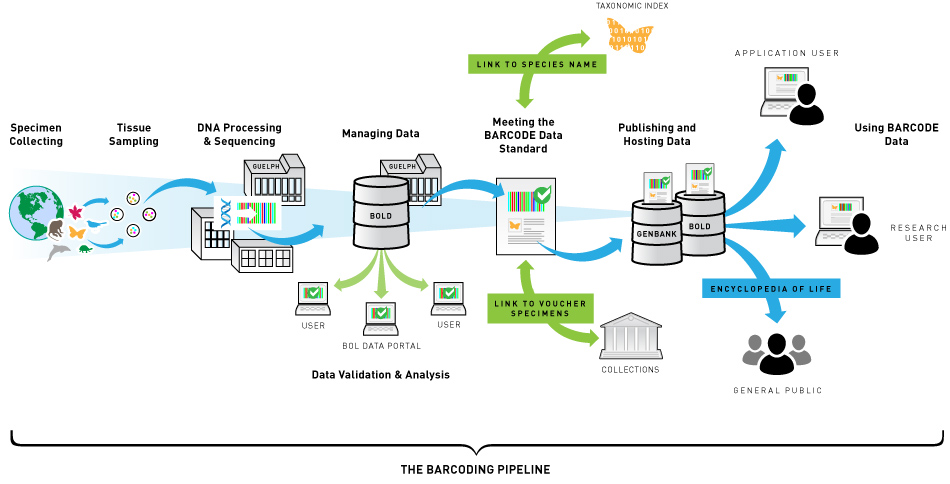 TAXONOMIC INDEX
LINK TO SPECIES NAME
APPLICATION USER
Specimen
Collecting
Tissue
Sampling
DNA Processing
& Sequencing
Managing Data
Meeting the
BARCODE Data
Standard
Publishing and
Hosting Data
Using BARCODE
Data
GUELPH
GUELPH
BOLD
GENBANK
BOLD
RESEARCH
USER
ENCYCLOPEDIA OF LIFE
LINK TO VOUCHER
SPECIMENS
USER
BOL DATA PORTAL
USER
COLLECTIONS
Data Validation & Analysis
GENERAL PUBLIC
THE BARCODING PIPELINE